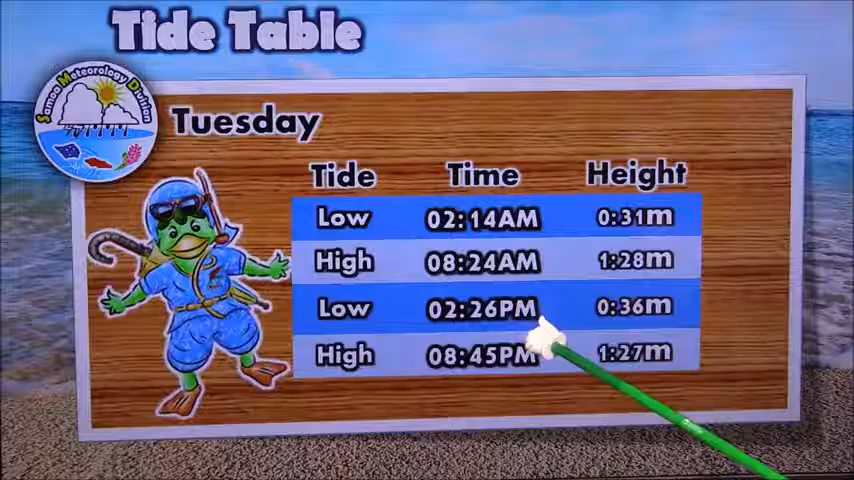 Tide Table
Samoa Meteorology Division
Tuesday
Tide Time Height
Low 02:14AM 0:31m
High 08:24AM 1:28m
Low 02:26PM 0:36m
High 08:45PM 1:27m